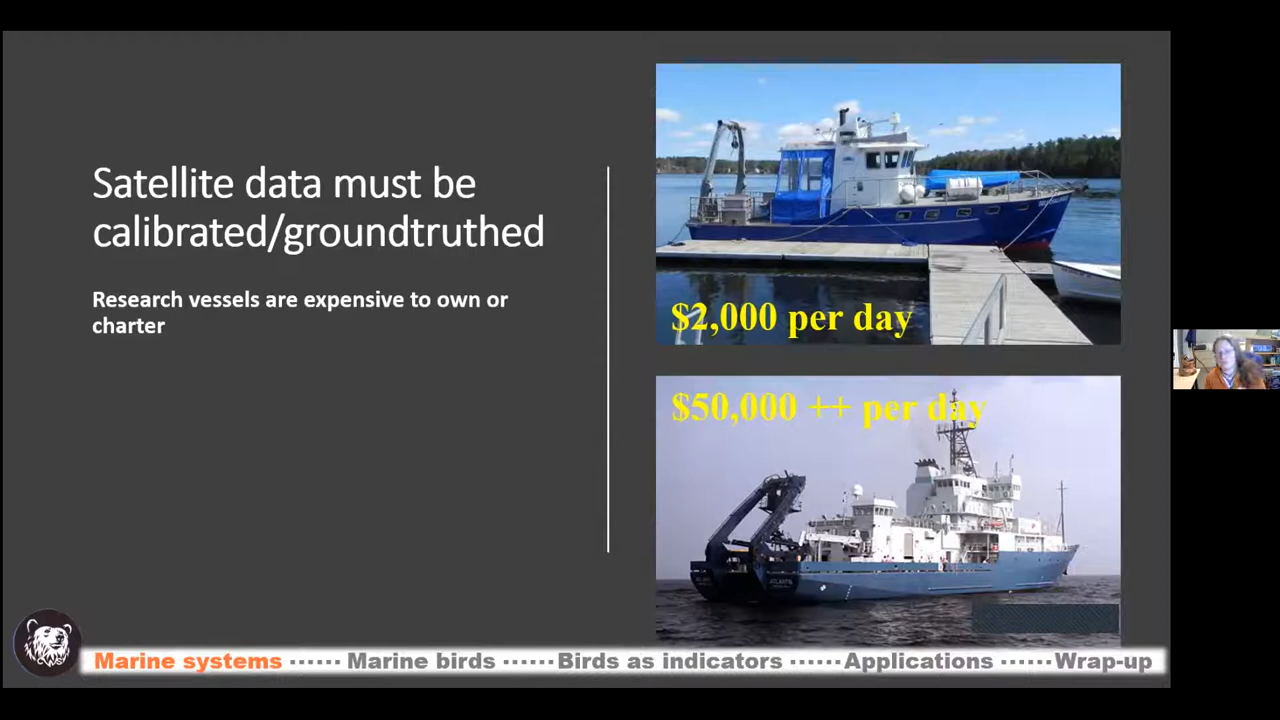 Satellite data must be
calibrated/groundtruthed
Research vessels are expensive to own or
charter
$2,000 per day
$50,000 ++ per day
ATLANTIS
Marine systems ······ Marine birds ······ Birds as indicators ······ Applications ······ Wrap-up